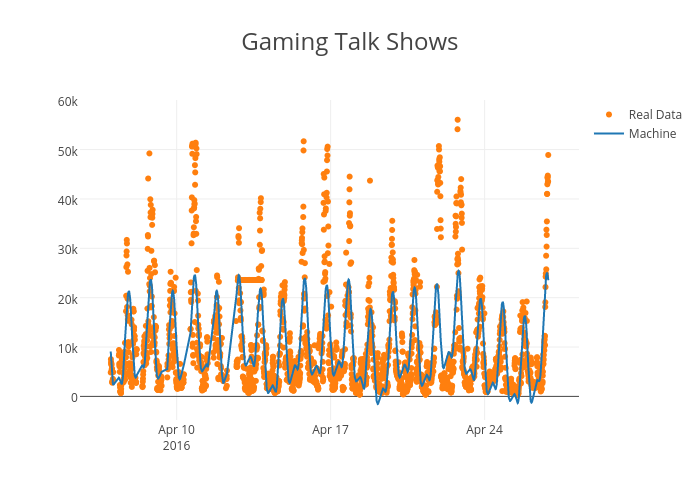 Gaming Talk Shows
60k
50k
40k
30k
20k
10k
0
Apr 10
2016
Apr 17
Apr 24
Real Data
Machine